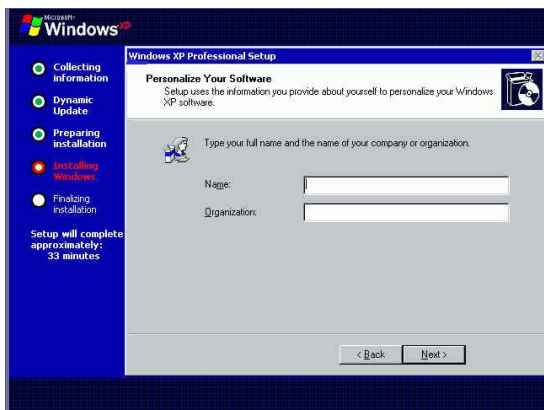 Microsoft
Windows xp
Collecting
information
Dynamic
Update
Preparing
installation
Installing
Windows
Finalizing
installation
Setup will complete
approximately:
33 minutes
Windows XP Professional Setup
Personalize Your Software
Setup uses the information you provide about yourself to personalize your Windows
XP software.
Type your full name and the name of your company or organization.
Name:
Organization:
< Back
Next >